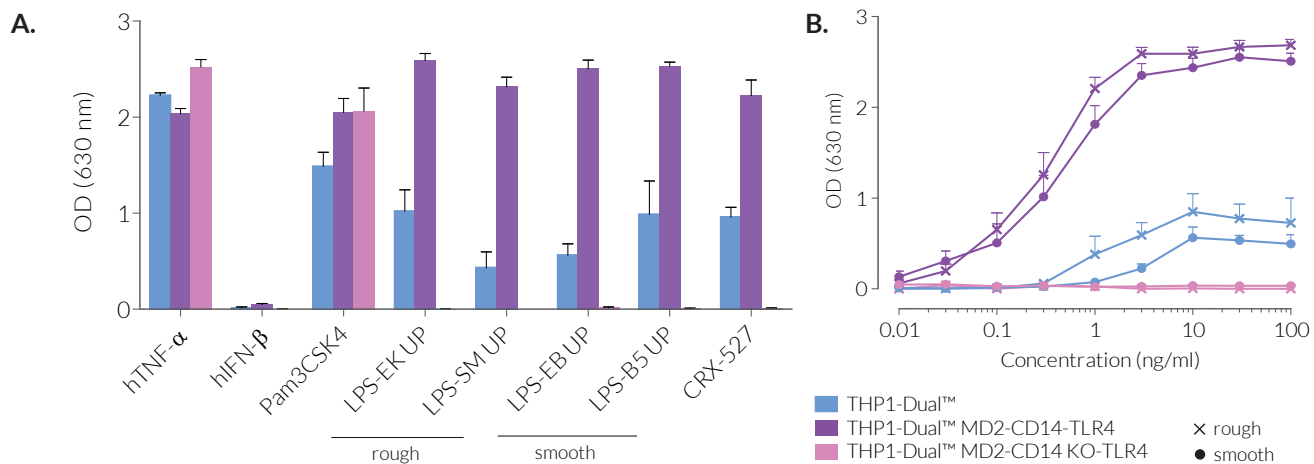 A.
3
2
1
0
OD (630 nm)
hTNF-α
hIFN-β
Pam3CSK4
LPS-EK UP
LPS-SM UP
LPS-EB UP
LPS-B5 UP
CRX-527
rough
smooth
B.
3
2
1
0
OD (630 nm)
0.01
0.1
1
10
100
Concentration (ng/ml)
THP1-Dual™
THP1-Dual™ MD2-CD14-TLR4
THP1-Dual™ MD2-CD14 KO-TLR4
rough
smooth